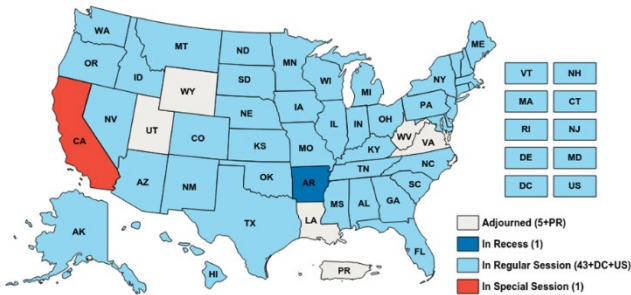 WA
MT
ND
MN
ME
OR
ID
WY
SD
WI
MI
NY
NV
UT
CO
NE
IA
IL
IN
OH
PA
CA
KS
MO
KY
WV
VA
AZ
NM
OK
AR
TN
NC
SC
TX
LA
MS
AL
GA
FL
AK
HI
PR
VT NH
MA CT
RI NJ
DE MD
DC US
Adjourned (5+PR)
In Recess (1)
In Regular Session (43+DC+US)
In Special Session (1)